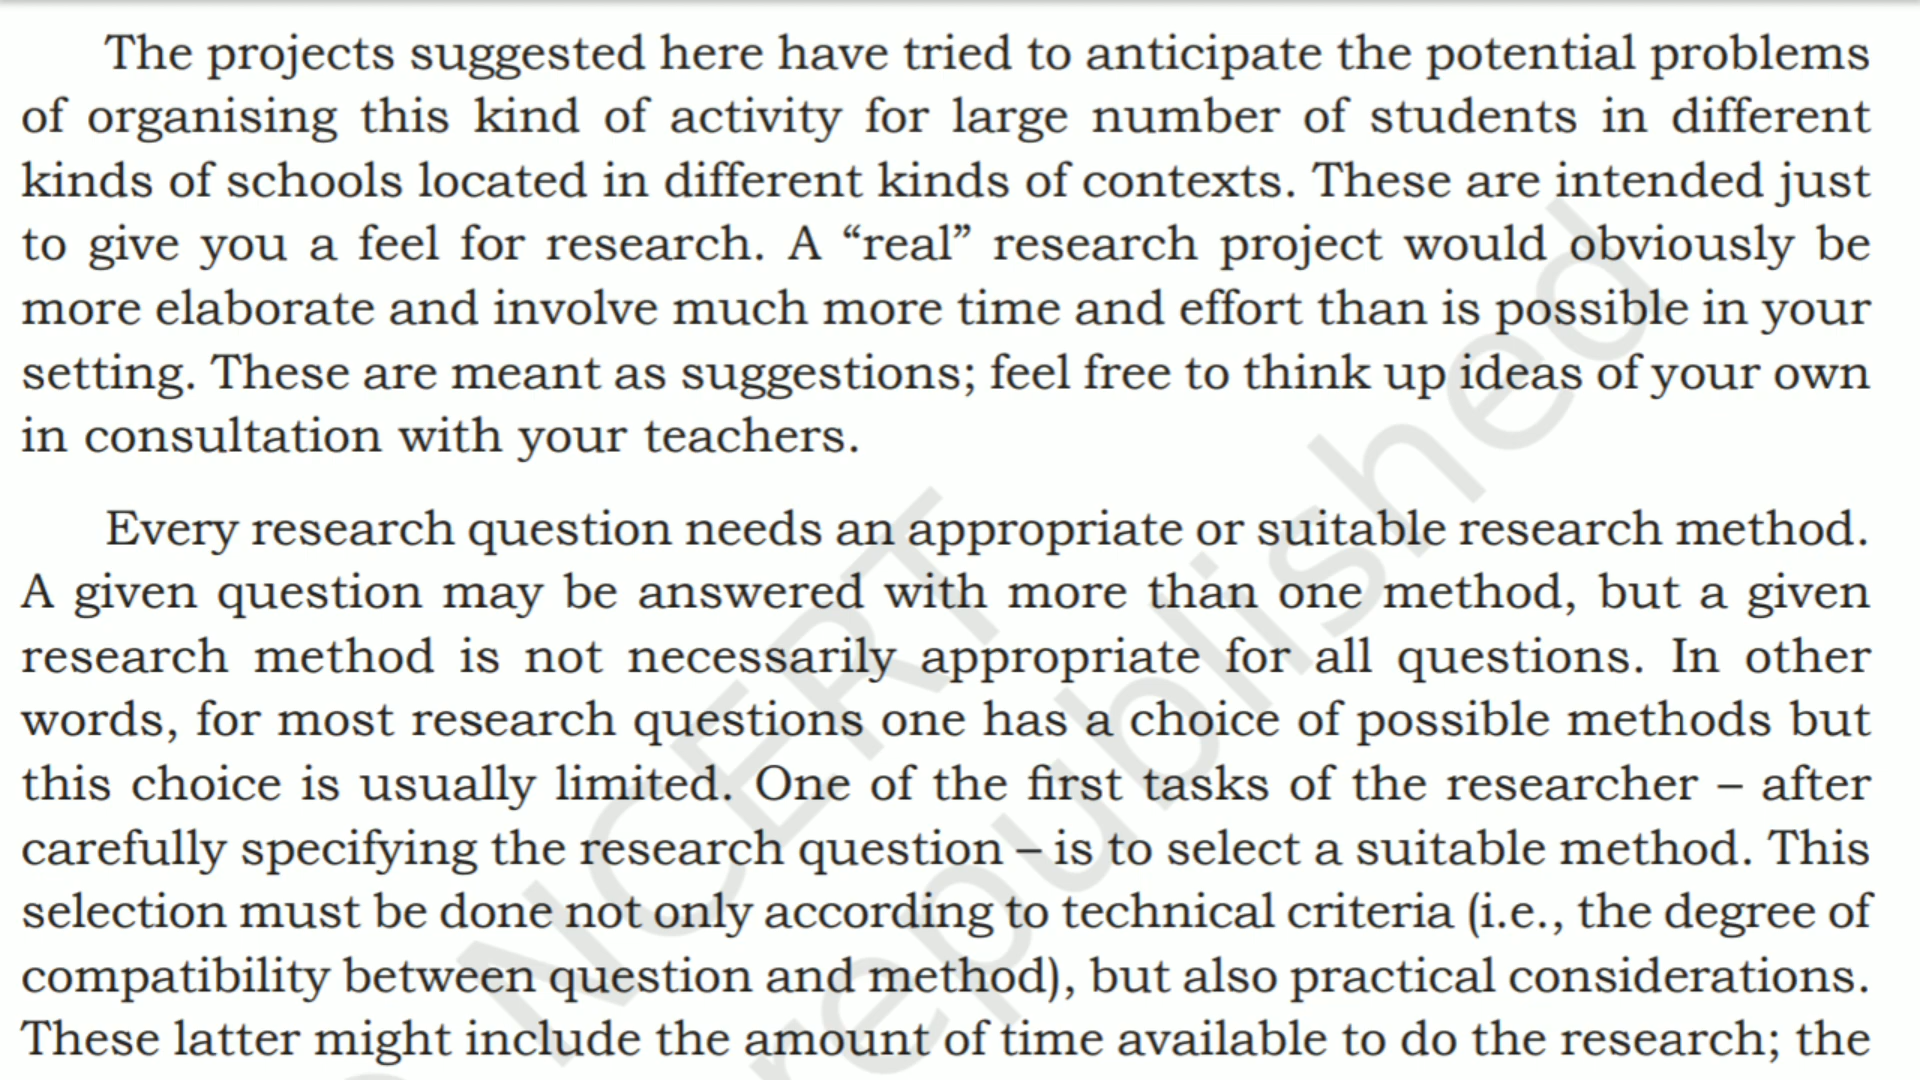 The projects suggested here have tried to anticipate the potential problems
of organising this kind of activity for large number of students in different
kinds of schools located in different kinds of contexts. These are intended just
to give you a feel for research. A “real” research project would obviously be
more elaborate and involve much more time and effort than is possible in your
setting. These are meant as suggestions; feel free to think up ideas of your own
in consultation with your teachers.
Every research question needs an appropriate or suitable research method.
A given question may be answered with more than one method, but a given
research method is not necessarily appropriate for all questions. In other
words, for most research questions one has a choice of possible methods but
this choice is usually limited. One of the first tasks of the researcher – after
carefully specifying the research question – is to select a suitable method. This
selection must be done not only according to technical criteria (i.e., the degree of
compatibility between question and method), but also practical considerations.
These latter might include the amount of time available to do the research; the
NCERT
republished